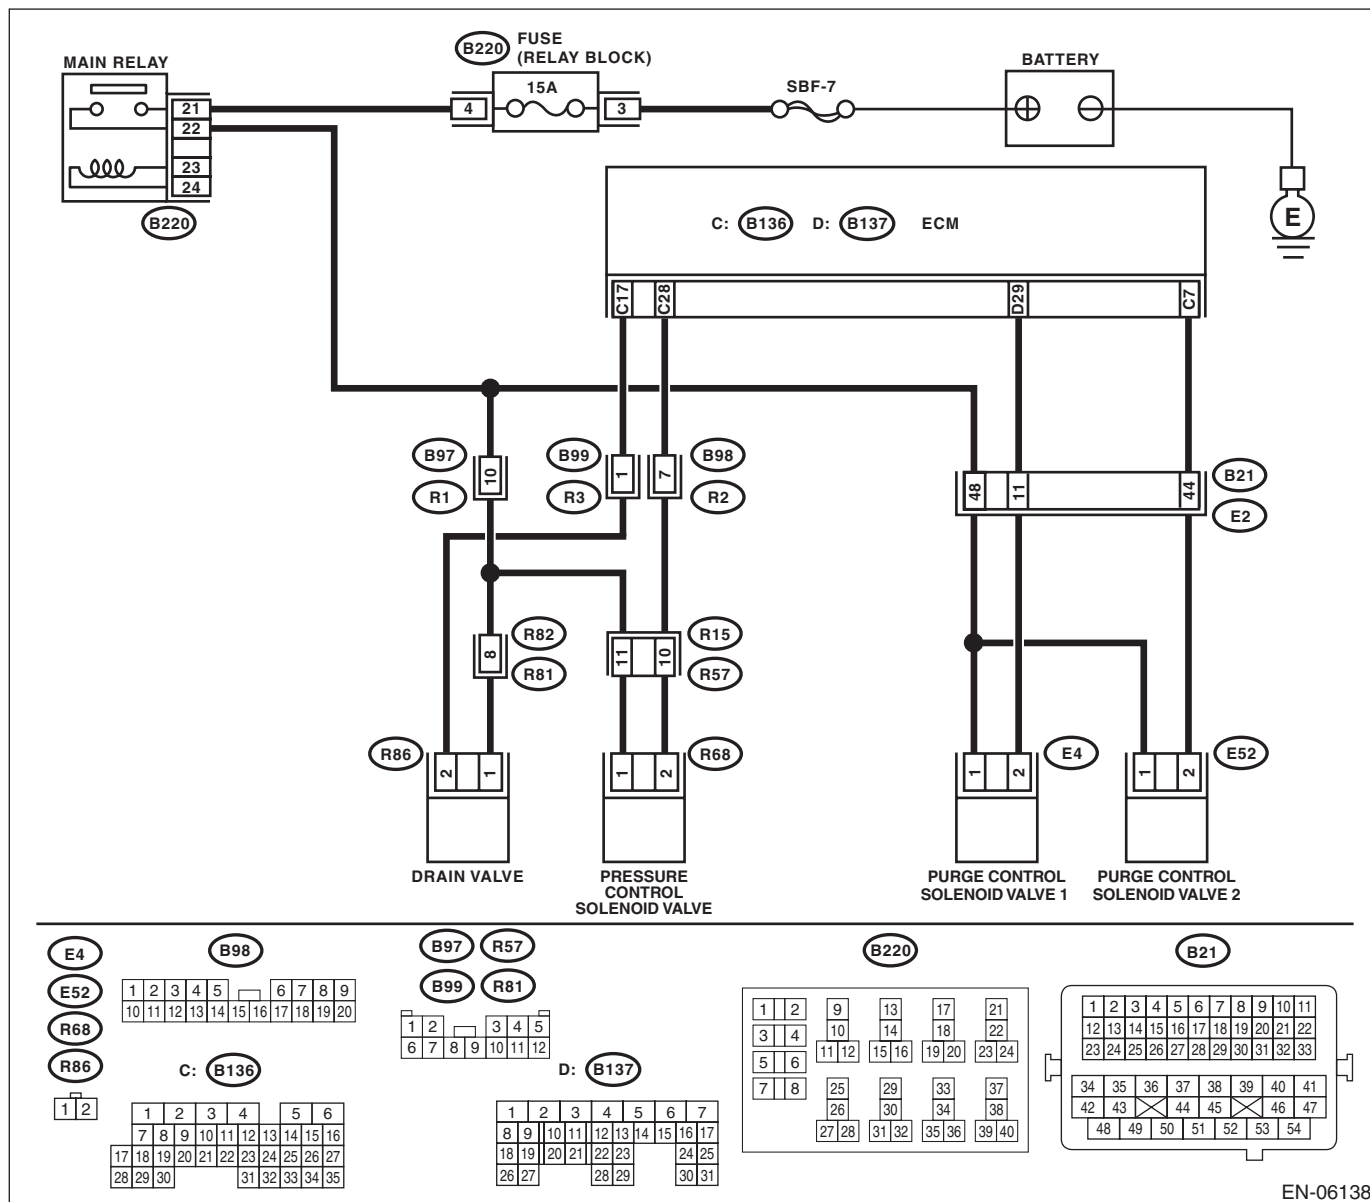 B220 FUSE
(RELAY BLOCK)
MAIN RELAY
15A
SBF-7
BATTERY
21
4
3
22
23
24
B220
E
C: B136 D: B137 ECM
C17 C28 D29 C7
B97 10 B99 1 7 B98
R1 R3 R2
48 11 44 B21
E2
8 R82
R81
11 10 R15
R57
R86 2 1
1 2 R68
1 2 E4
1 2 E52
DRAIN VALVE
PRESSURE
CONTROL
SOLENOID VALVE
PURGE CONTROL
SOLENOID VALVE 1
PURGE CONTROL
SOLENOID VALVE 2
E4
E52
R68
R86
1 2
B98
1 2 3 4 5 6 7 8 9
10 11 12 13 14 15 16 17 18 19 20
C: B136
1 2 3 4 5 6
7 8 9 10 11 12 13 14 15 16
17 18 19 20 21 22 23 24 25 26 27
28 29 30 31 32 33 34 35
B97 R57
B99 R81
1 2 3 4 5
6 7 8 9 10 11 12
D: B137
1 2 3 4 5 6 7
8 9 10 11 12 13 14 15 16 17
18 19 20 21 22 23 24 25
26 27 28 29 30 31
B220
1 2 9 13 17 21
3 4 10 14 18 22
5 6 11 12 15 16 19 20 23 24
7 8 25 29 33 37
26 30 34 38
27 28 31 32 35 36 39 40
B21
1 2 3 4 5 6 7 8 9 10 11
12 13 14 15 16 17 18 19 20 21 22
23 24 25 26 27 28 29 30 31 32 33
34 35 36 37 38 39 40 41
42 43 44 45 46 47
48 49 50 51 52 53 54
EN-06138